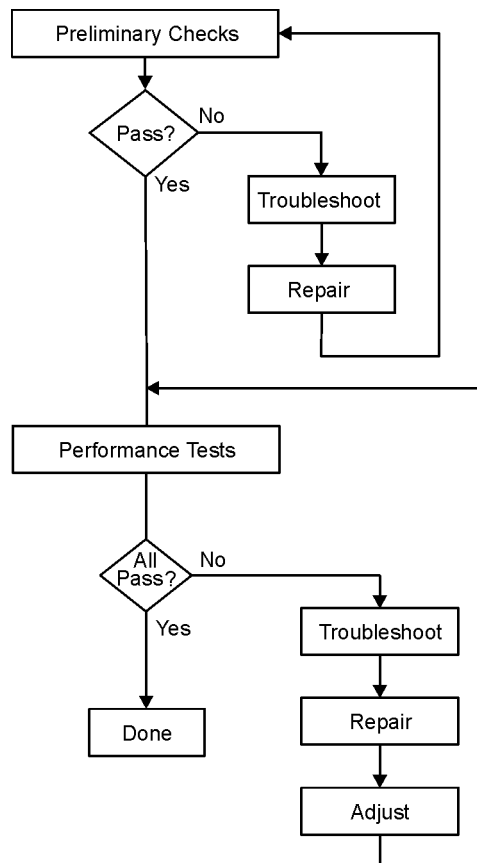 Preliminary Checks
Pass?
No
Yes
Troubleshoot
Repair
Performance Tests
All
Pass?
No
Yes
Troubleshoot
Repair
Adjust
Done